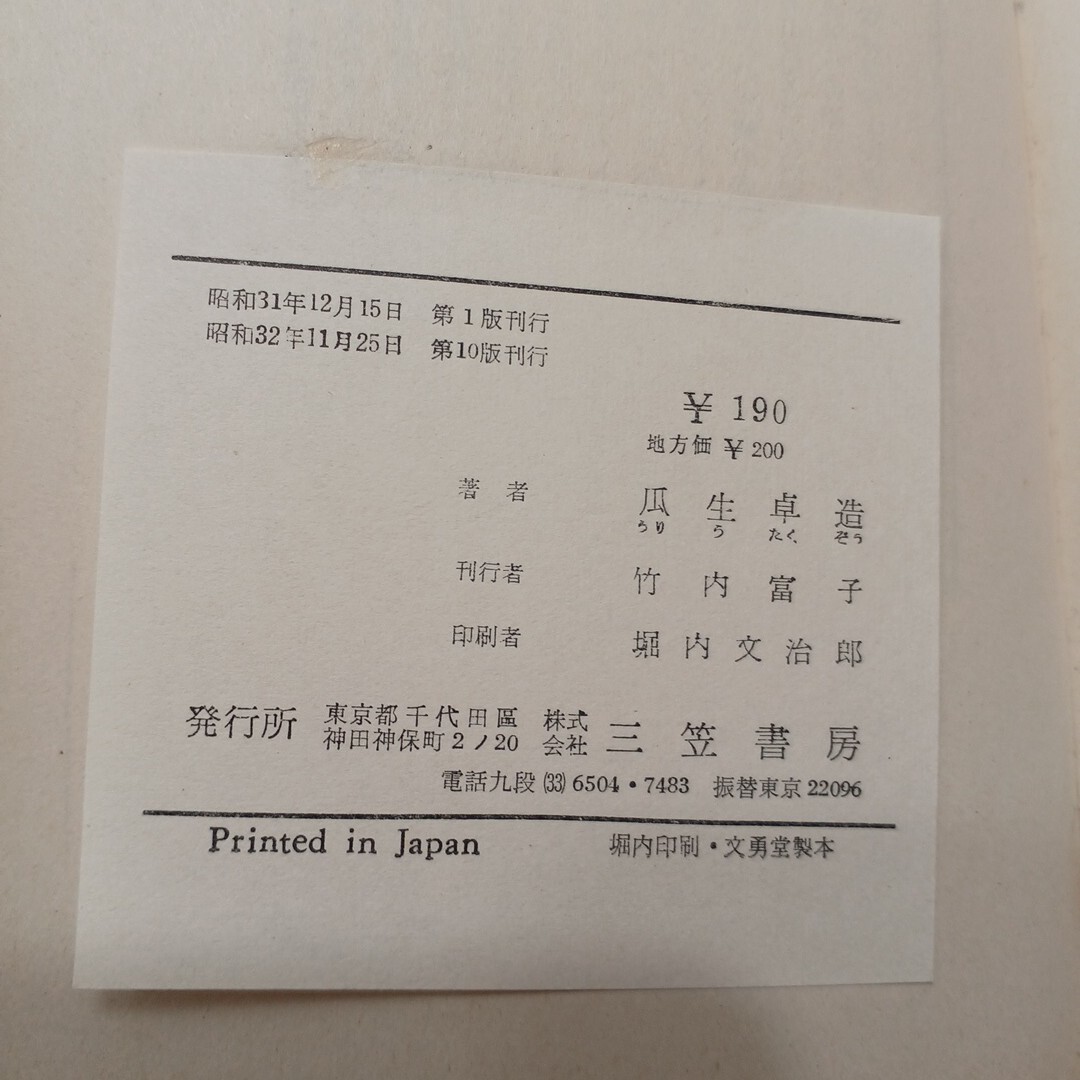 昭和31年12月15日 第1版刊行
昭和32年11月25日 第10版刊行
¥ 190
地方価 ¥ 200
著者 瓜生卓造
うり う たく ぞう
刊行者 竹内富子
印刷者 堀内文治郎
発行所 東京都千代田區神田神保町2ノ20 株式会社 三笠書房
電話九段(33)6504・7483 振替東京22096
Printed in Japan 堀内印刷・文勇堂製本